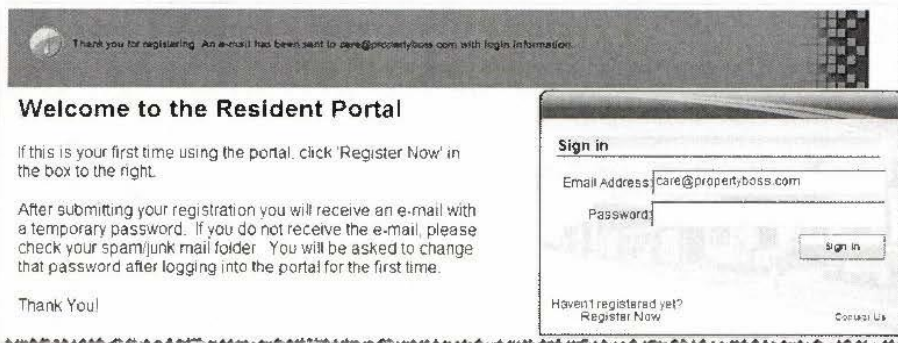 Thank you for registering. An e-mail has been sent to care@propertyboss.com with login information.
Welcome to the Resident Portal
If this is your first time using the portal, click 'Register Now' in
the box to the right.
After submitting your registration you will receive an e-mail with
a temporary password. If you do not receive the e-mail, please
check your spam/junk mail folder. You will be asked to change
that password after logging into the portal for the first time.
Thank You!
Sign in
Email Address: care@propertyboss.com
Password:
sign in
Haven't registered yet?
Register Now
Contact Us